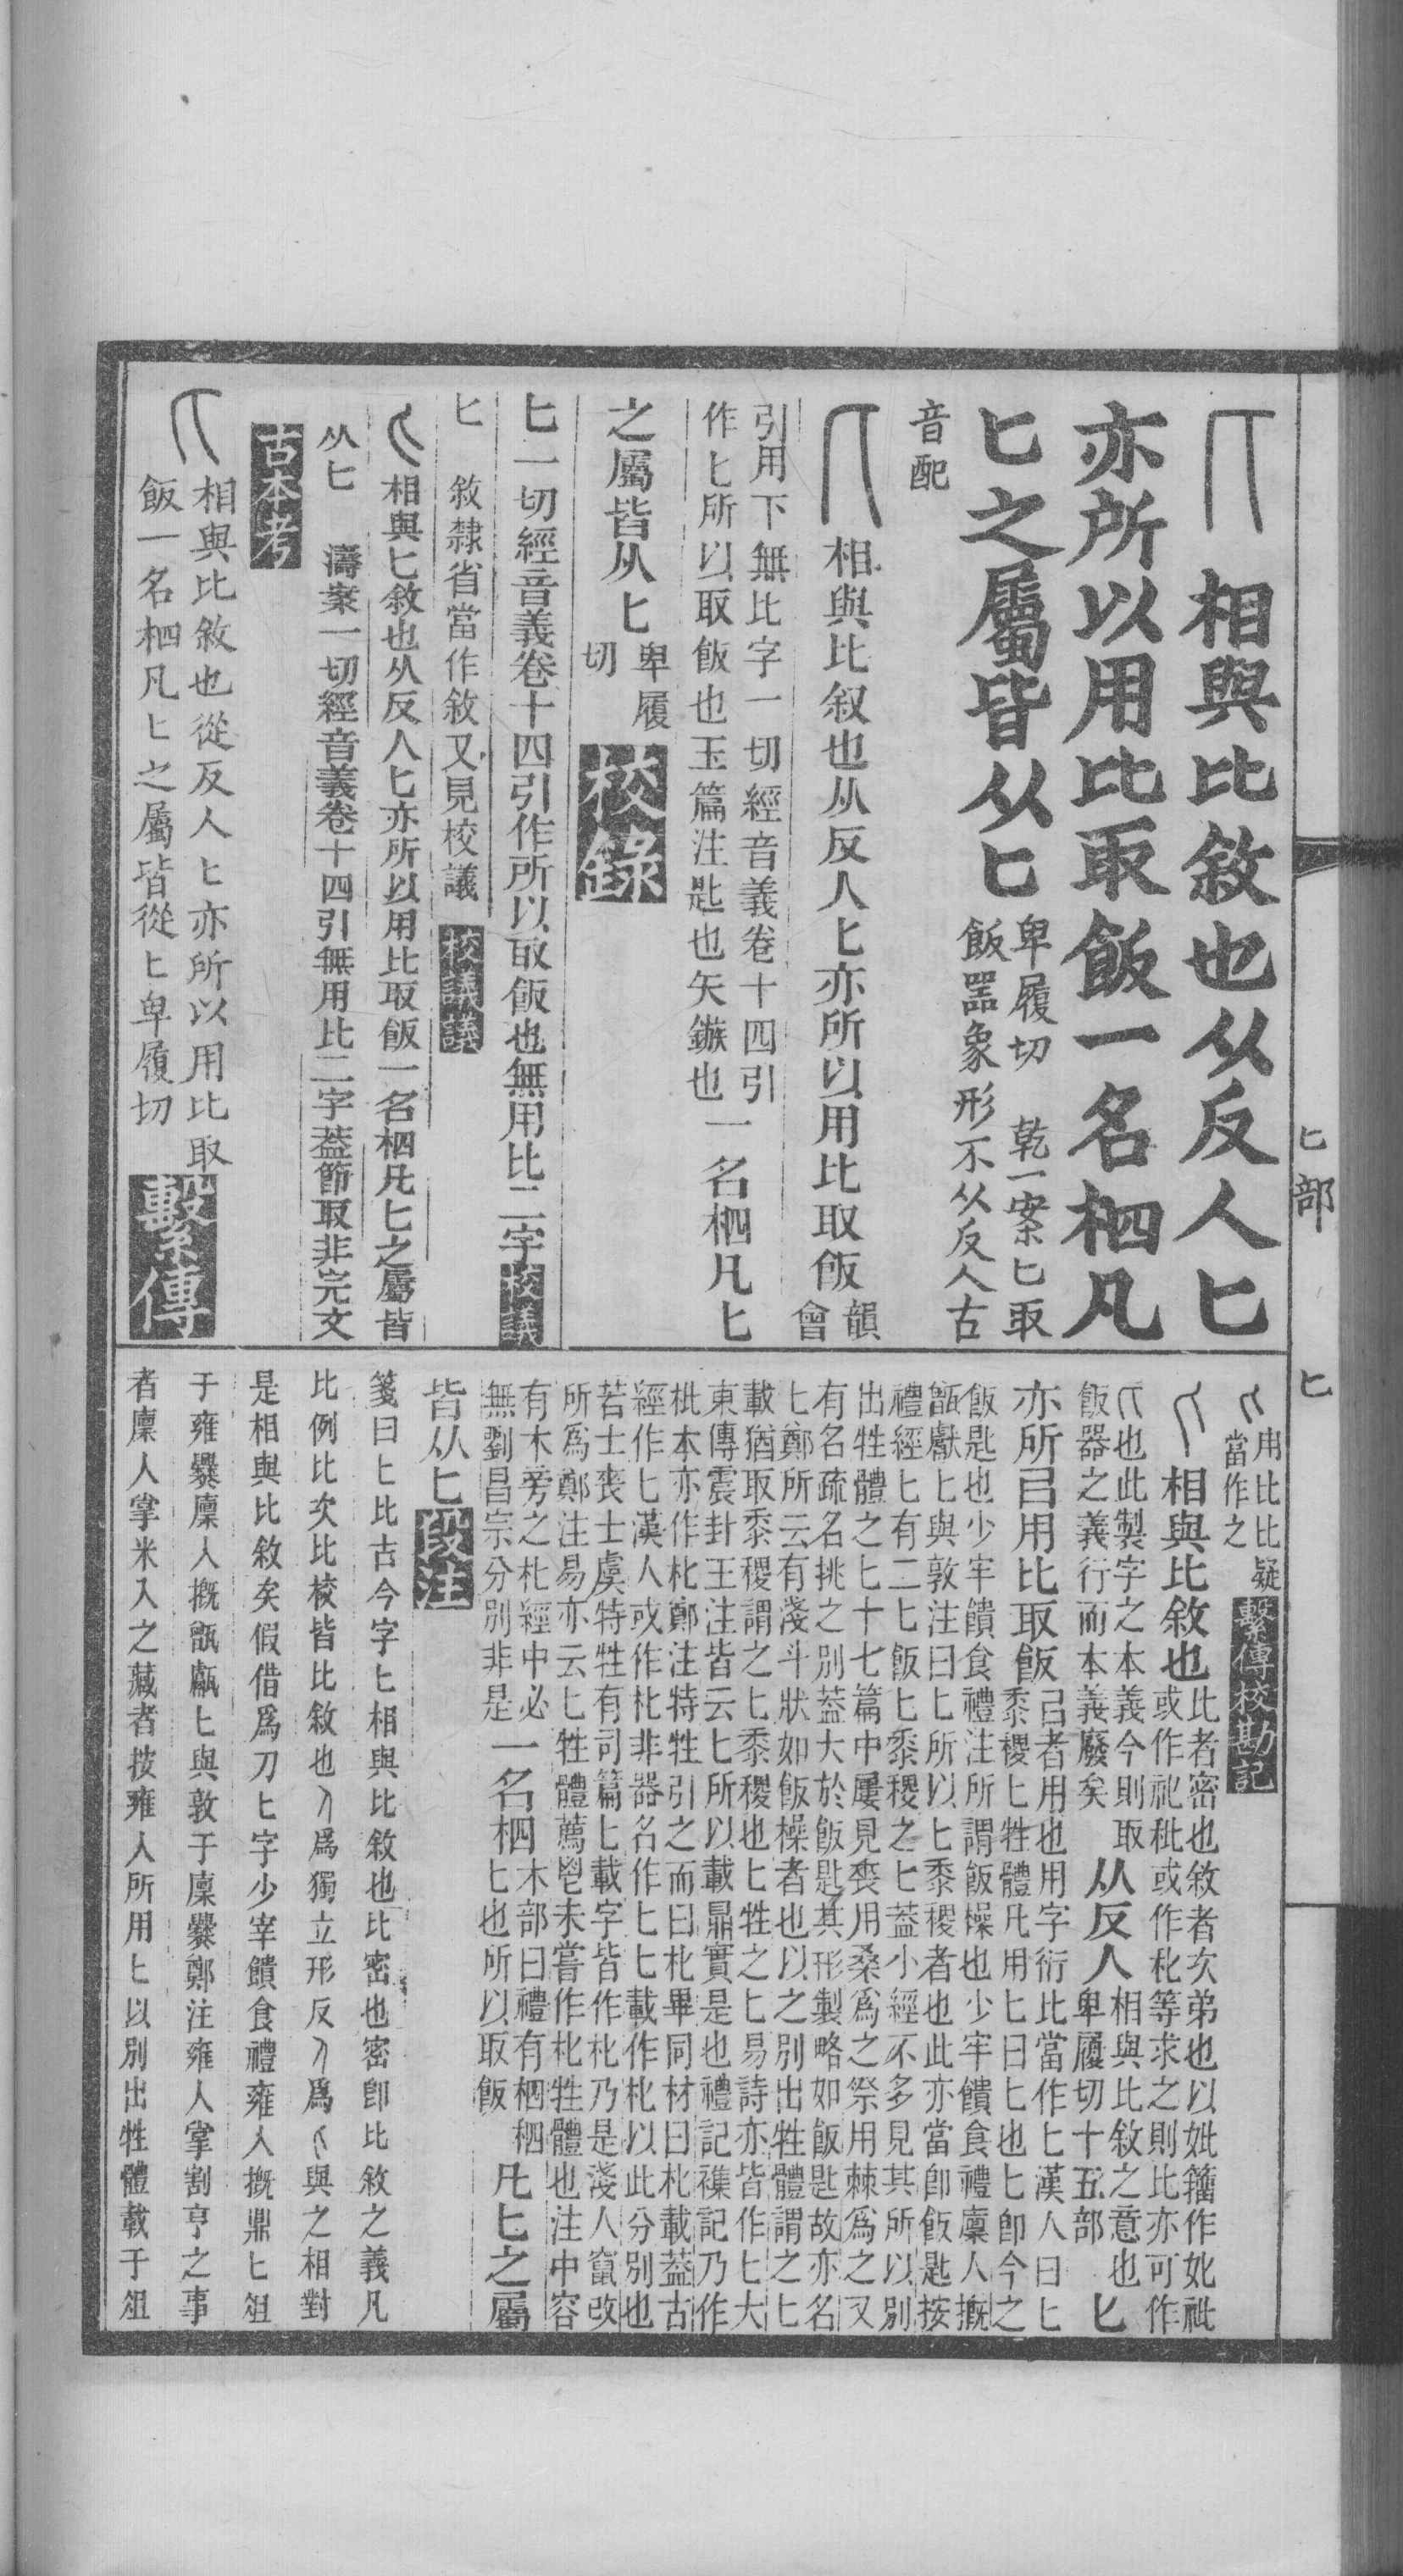 匕部　匕
相與比敘也从反人匕
亦所以用比取飯一名柶凡
匕之屬皆从匕
卑履切　乾一案匕取
飯器象形不从反人古
音配
相與比叙也从反人匕亦所以用比取飯
韻
會
引用下無比字一切經音義卷十四引
作匕所以取飯也玉篇注匙也矢鏃也
一名柶凡匕
之屬皆从匕
卑履
切
校錄
匕一切經音義卷十四引作所以取飯也無用比二字校議
匕　敘隸省當作敘又見校議　校議議
相與匕敘也从反人匕亦所以用比取飯一名柶凡匕之屬皆
从匕　濤案一切經音義卷十四引無用比二字蓋節取非完文
古本考
相與比敘也從反人匕亦所以用比取
飯一名柶凡匕之屬皆從匕卑履切
繫傳
用比比疑
當作之
繫傳校勘記
相與比敘也
比者密也敘者次弟也以妣籒作𠤎祉
或作祂秕或作朼等求之則比亦可作
也此製字之本義今則取
飯器之義行而本義廢矣
从反人
相與比敘之意也
卑履切十五部
匕
亦所㠯用比取飯
㠯者用也用字衍比當作匕漢人曰匕
黍稷匕牲體凡用匕曰匕也匕卽今之
飯匙也少牢饋食禮注所謂飯橾也少牢饋食禮廩人摡
甑獻匕與敦注曰匕所以匕黍稷者也此亦當卽飯匙按
禮經匕有二匕飯匕黍稷之匕蓋小經不多見其所以別
出牲體之匕十七篇中屢見喪用桑爲之祭用棘爲之又
有名疏名挑之別蓋大於飯匙其形製略如飯匙故亦名
匕鄭所云有淺斗狀如飯橾者也以之別出牲體謂之匕
載猶取黍稷謂之匕黍稷也匕牲之匕易詩亦皆作匕大
東傳震卦王注皆云匕所以載鼎實是也禮記襍記乃作
枇本亦作朼鄭注特牲引之而曰朼畢同材曰朼載蓋古
經作匕漢人或作朼非器名作匕匕載作朼以此分別也
若士喪士虞特牲有司篇匕載字皆作朼乃是淺人竄改
所爲鄭注易亦云匕牲體薦鬯未嘗作枇牲體也注中容
有木旁之朼經中必
無劉昌宗分別非是
一名柶
木部曰禮有柶柶
匕也所以取飯
凡匕之屬
皆从匕
段注
箋曰匕比古今字匕相與比敘也比密也密卽比敘之義凡
比例比次比校皆比敘也𠆢爲獨立形反𠆢爲匕與之相對
是相與比敘矣假借爲刀匕字少宰饋食禮雍人摡鼎匕俎
于雍爨廩人摡甑甗匕與敦于廩爨鄭注雍人掌割亨之事
者廩人掌米入之藏者按雍人所用匕以別出牲體載于俎